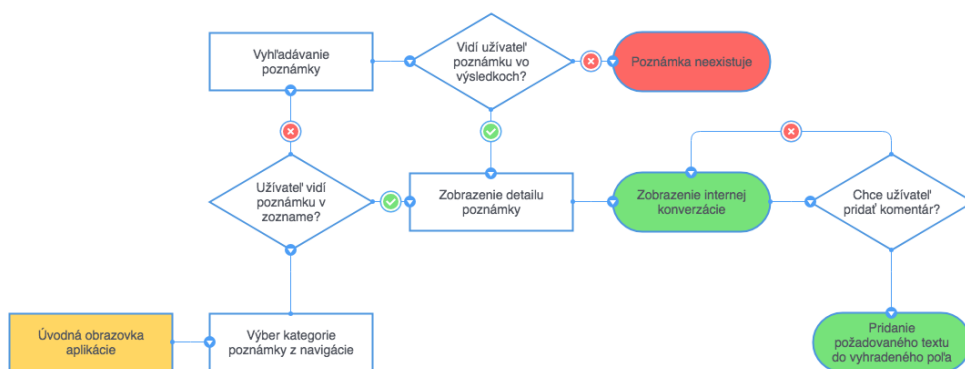 Vyhľadávanie
poznámky
Vidí užívateľ
poznámku vo
výsledkoch?
Poznámka neexistuje
Užívateľ vidí
poznámku v
zozname?
Zobrazenie detailu
poznámky
Zobrazenie internej
konverzácie
Chce užívateľ
pridať komentár?
Úvodná obrazovka
aplikácie
Výber kategorie
poznámky z navigácie
Pridanie
požadovaného textu
do vyhradeného poľa